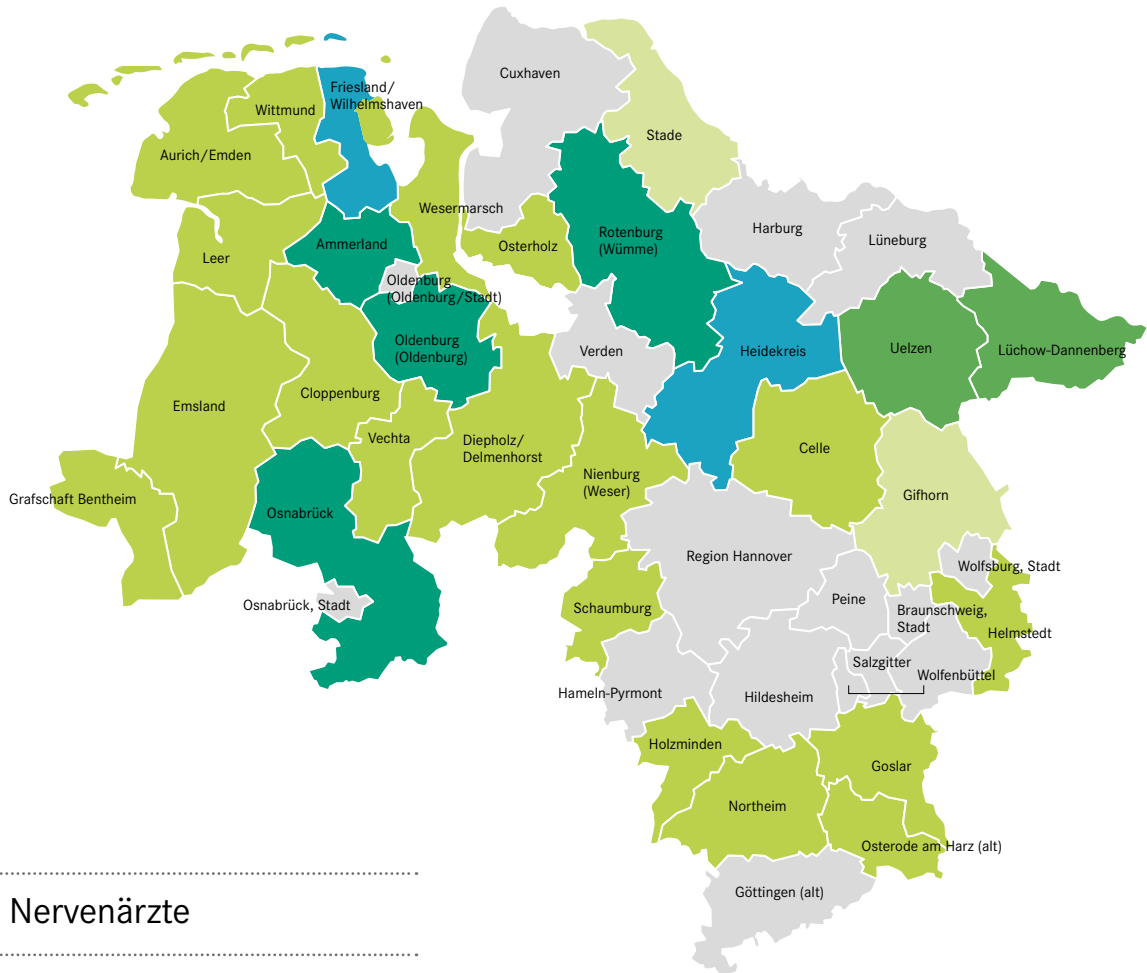 Cuxhaven
Friesland/
Wilhelmshaven
Wittmund
Stade
Aurich/Emden
Wesermarsch
Harburg
Rotenburg
(Wümme)
Lüneburg
Ammerland
Osterholz
Leer
Oldenburg
(Oldenburg/Stadt)
Oldenburg
(Oldenburg)
Verden
Heidekreis
Uelzen
Lüchow-Dannenberg
Cloppenburg
Emsland
Vechta
Diepholz/
Delmenhorst
Celle
Nienburg
(Weser)
Gifhorn
Grafschaft Bentheim
Osnabrück
Region Hannover
Wolfsburg, Stadt
Osnabrück, Stadt
Schaumburg
Peine
Braunschweig,
Stadt
Helmstedt
Salzgitter
Wolfenbüttel
Hameln-Pyrmont
Hildesheim
Holzminden
Goslar
Northeim
Osterode am Harz (alt)
Göttingen (alt)
Nervenärzte